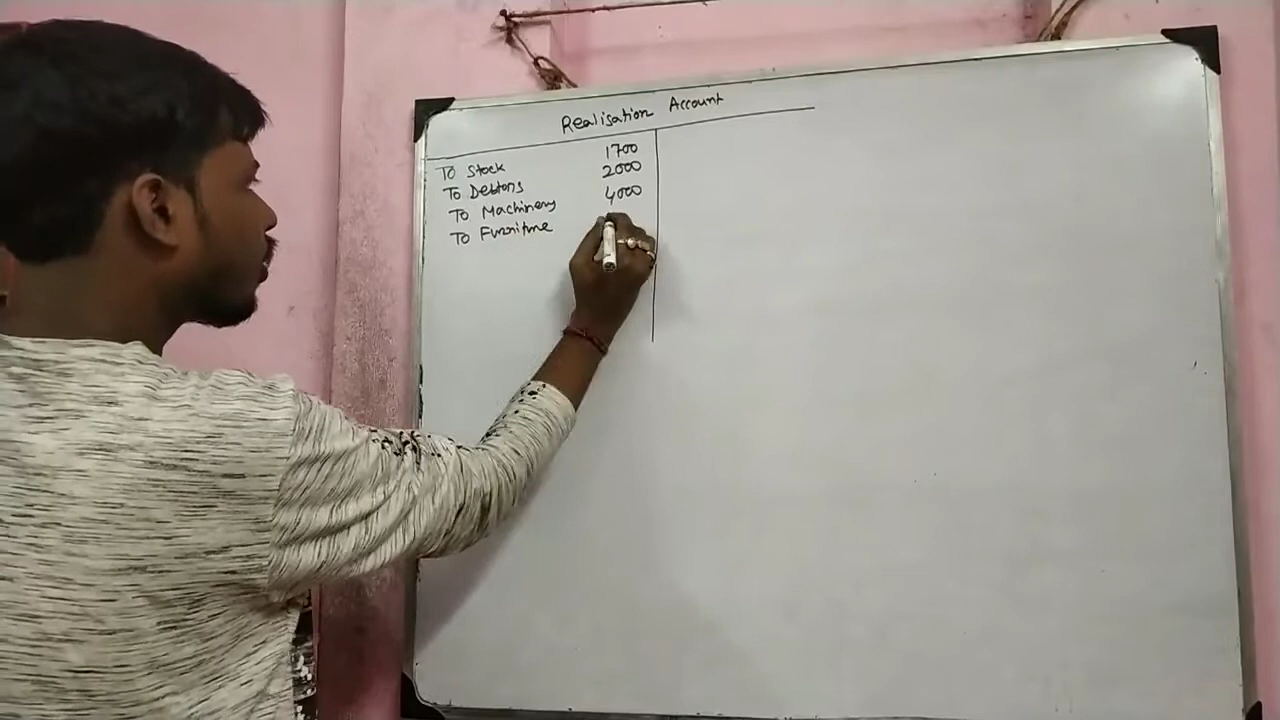 Realisation Account
To Stock 1700
To Debtors 2000
To Machinery 4000
To Furniture